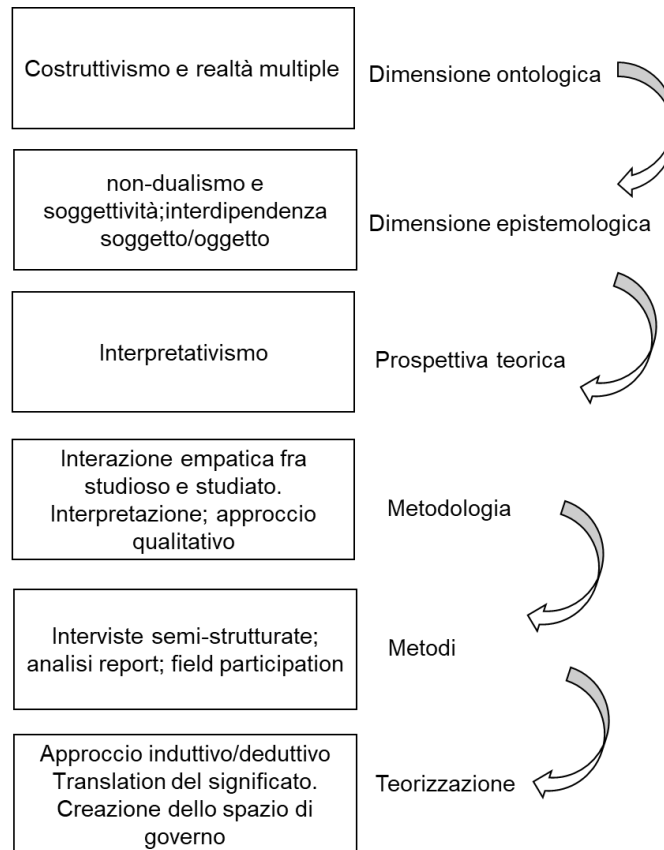 Costruttivismo e realtà multiple
Dimensione ontologica
non-dualismo e
soggettività;interdipendenza
soggetto/oggetto
Dimensione epistemologica
Interpretativismo
Prospettiva teorica
Interazione empatica fra
studioso e studiato.
Interpretazione; approccio
qualitativo
Metodologia
Interviste semi-strutturate;
analisi report; field participation
Metodi
Approccio induttivo/deduttivo
Translation del significato.
Creazione dello spazio di
governo
Teorizzazione